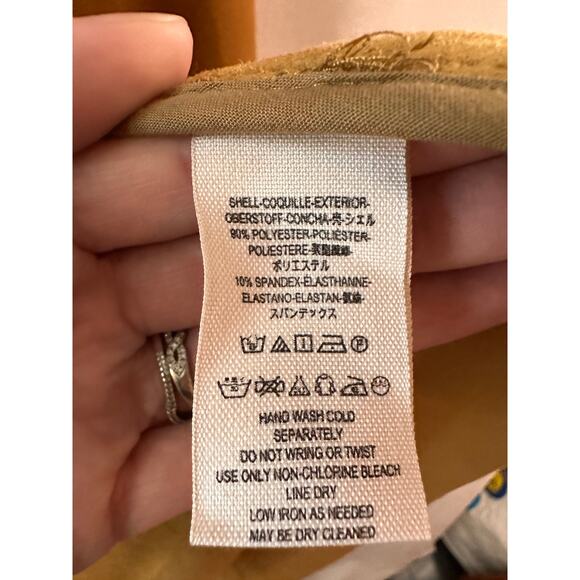 SHELL-COQUILLE-EXTERIOR-
OBERSTOFF-CONCHA-壳-シェル
90% POLYESTER-POLIÉSTER-
POLIESTERE-聚酯纖維-
ポリエステル
10% SPANDEX-ÉLASTHANNE-
ELASTANO-ELASTAN-氨綸-
スパンデックス
HAND WASH COLD
SEPARATELY
DO NOT WRING OR TWIST
USE ONLY NON-CHLORINE BLEACH
LINE DRY
LOW IRON AS NEEDED
MAY BE DRY CLEANED